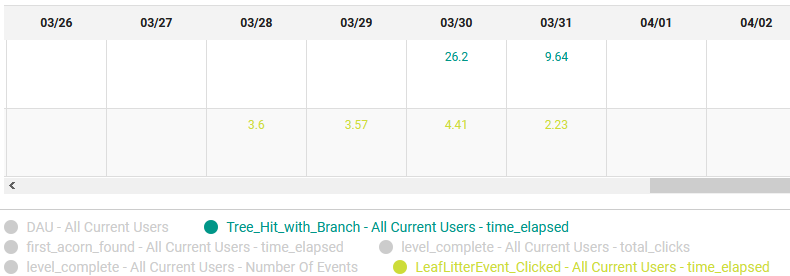 03/26 03/27 03/28 03/29 03/30 03/31 04/01 04/02
26.2 9.64
3.6 3.57 4.41 2.23
DAU - All Current Users Tree_Hit_with_Branch - All Current Users - time_elapsed
first_acorn_found - All Current Users - time_elapsed level_complete - All Current Users - total_clicks
level_complete - All Current Users - Number Of Events LeafLitterEvent_Clicked - All Current Users - time_elapsed